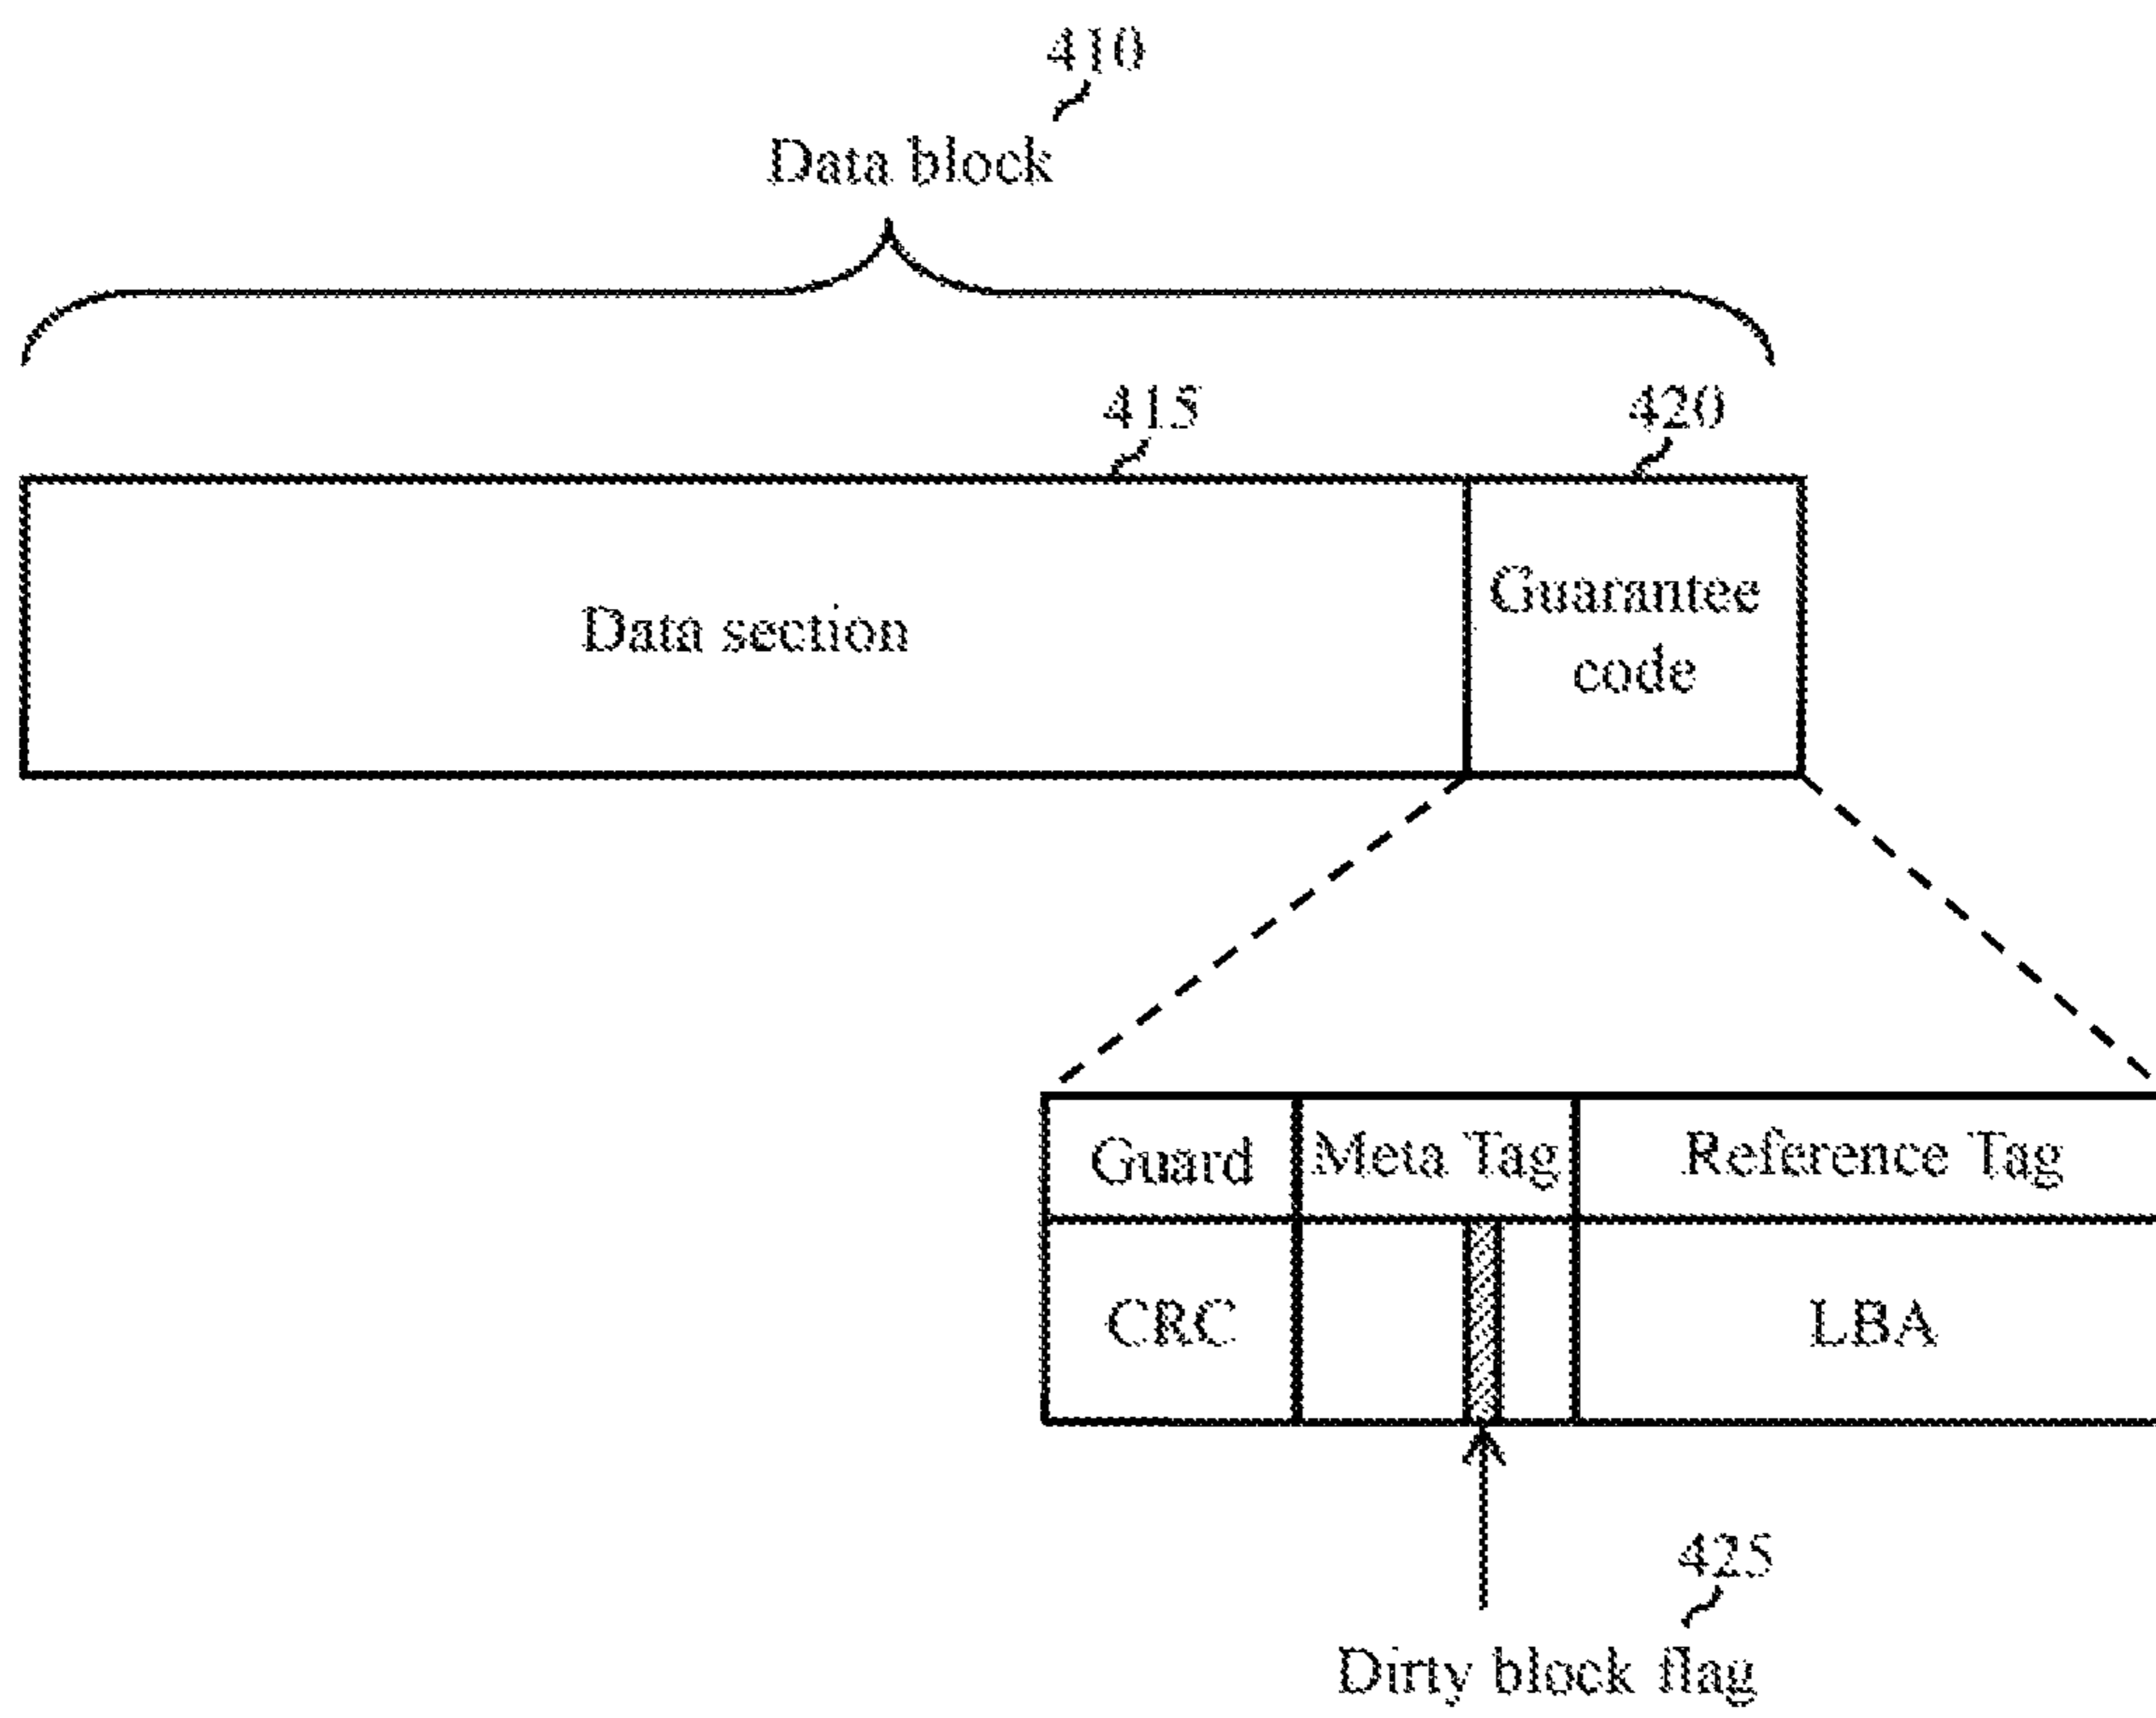 410
Data block
415
420
Data section
Guarantee
code
Guard
Meta Tag
Reference Tag
CRC
LBA
425
Dirty block flag